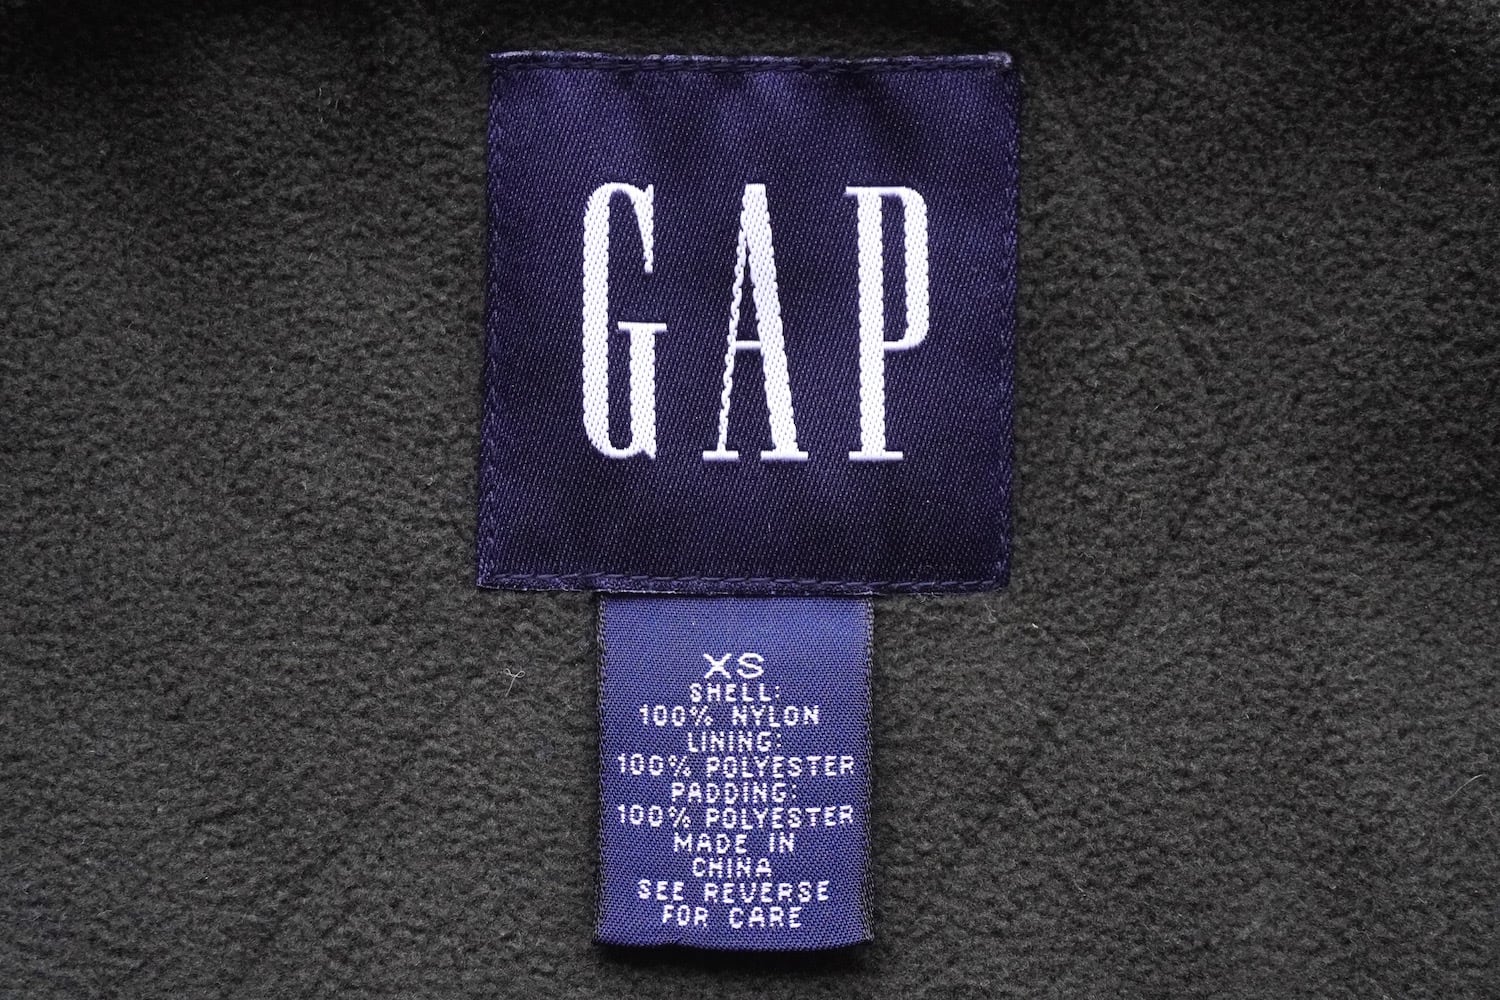 GAP
XS
SHELL:
100% NYLON
LINING:
100% POLYESTER
PADDING:
100% POLYESTER
MADE IN
CHINA
SEE REVERSE
FOR CARE